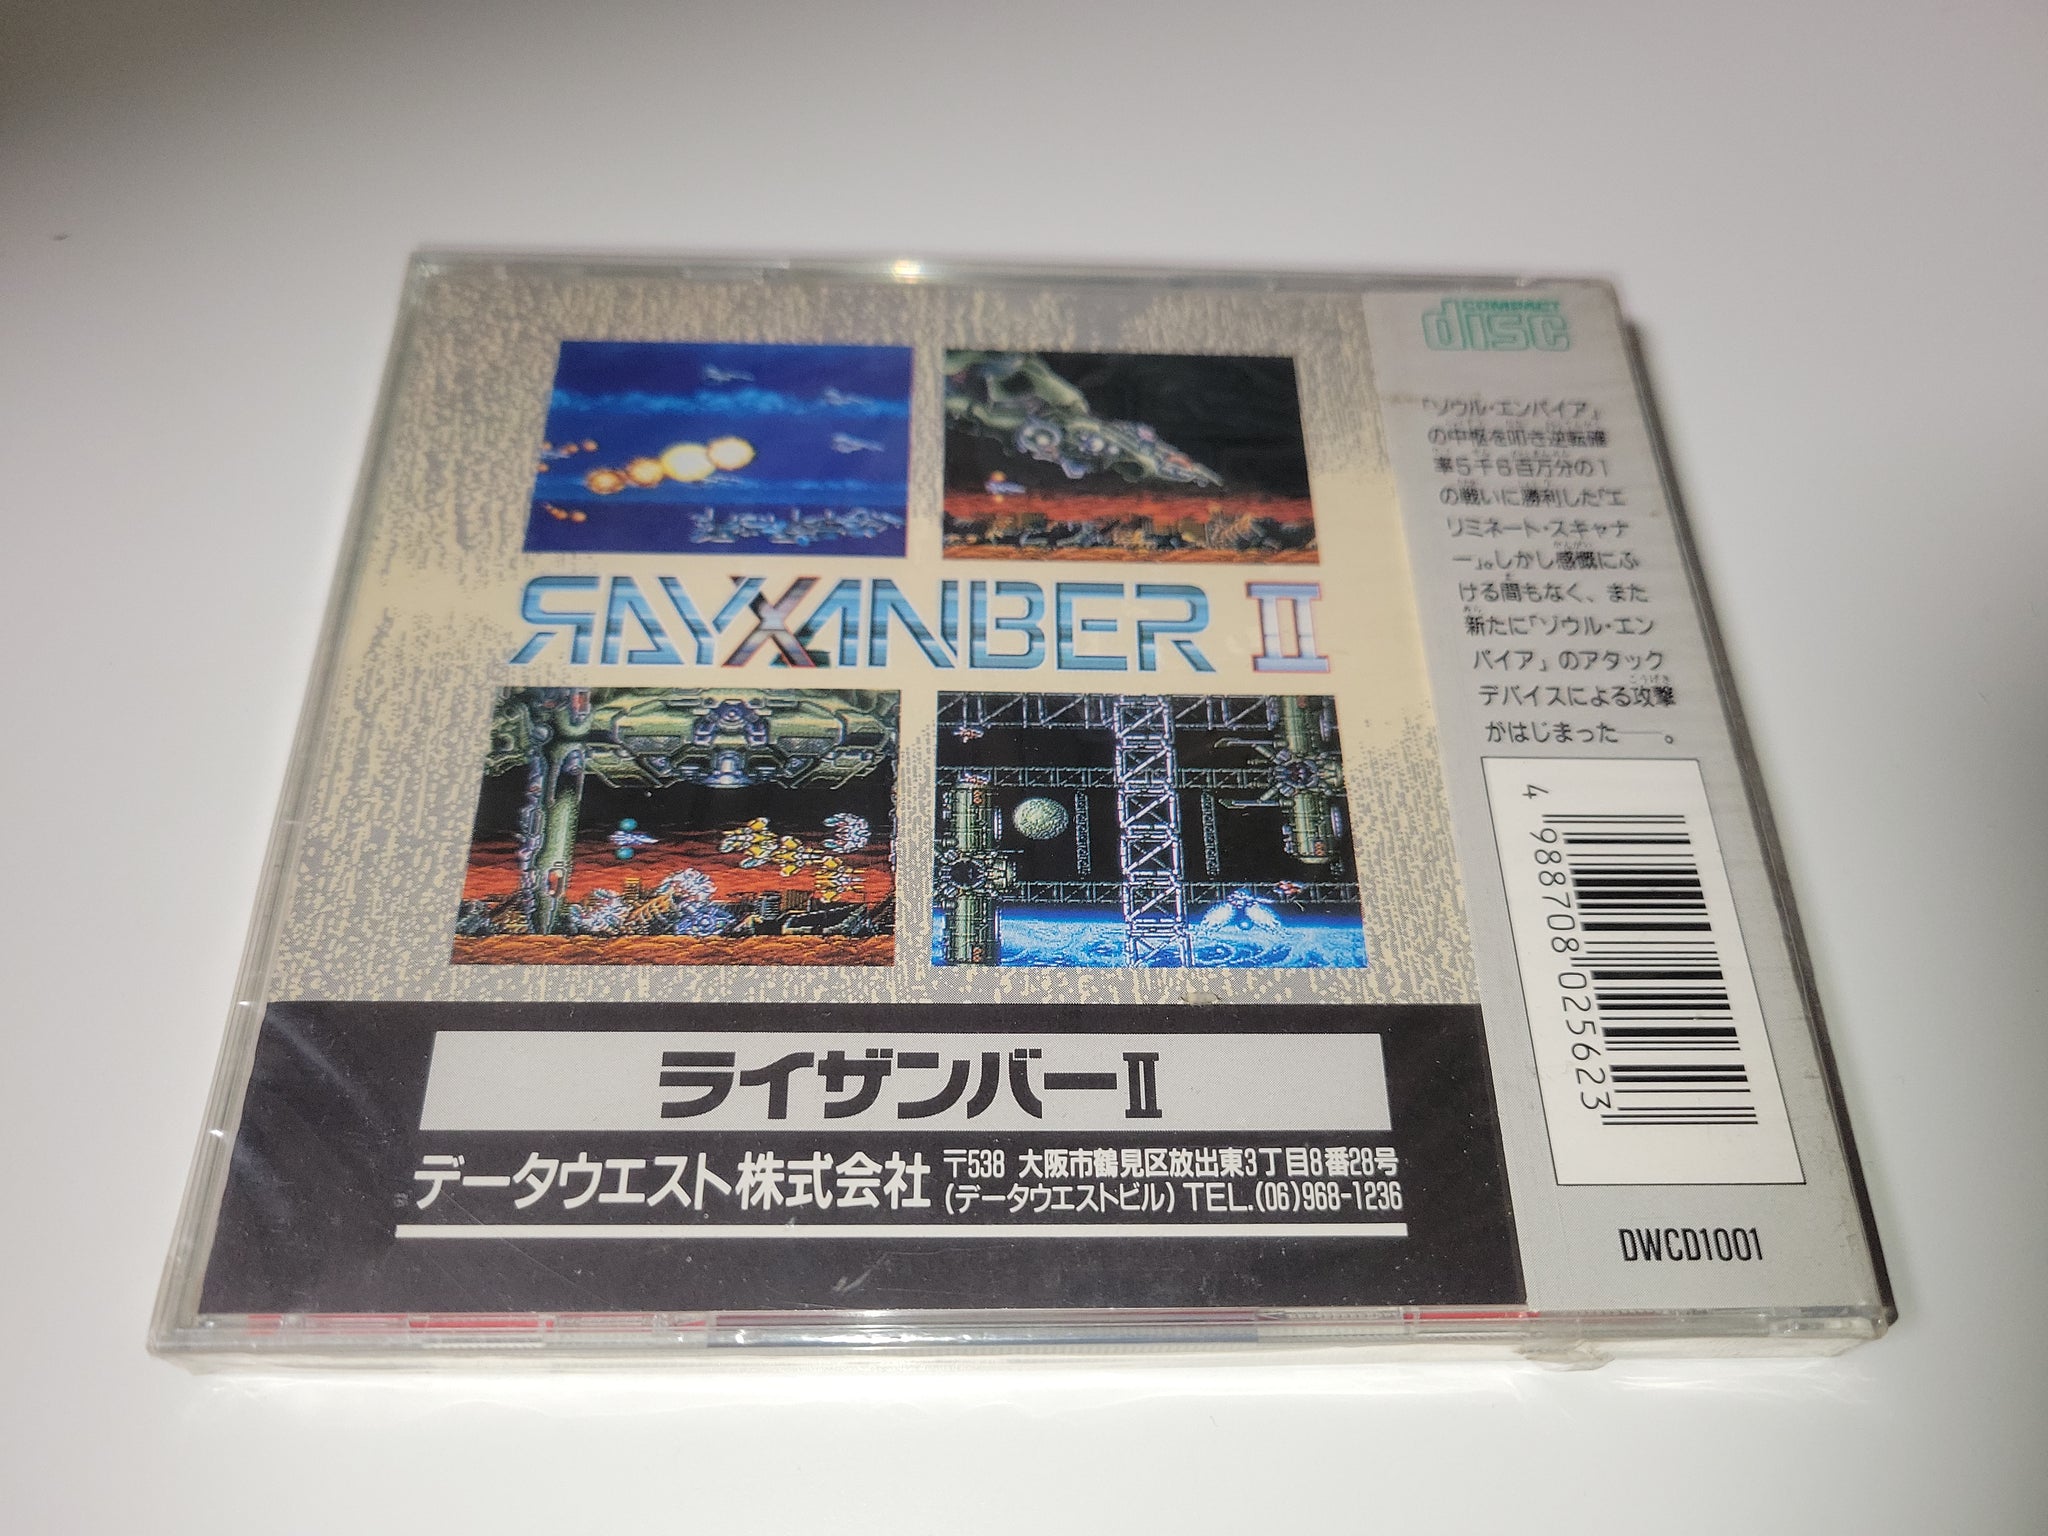 COMPACT
disc
「ゾウル・エンパイア」
の中枢を叩き逆転確
率5千6百万分の1
の戦いに勝利した「エ
リミネート・スキャナ
ー」。しかし感慨にふ
ける間もなく、また
新たに「ゾウル・エン
パイア」のアタック
デバイスによる攻撃
がはじまった——。
RAYXANBER II
4 988708 025623
ライザンバーII
データウエスト株式会社
〒538 大阪市鶴見区放出東3丁目8番28号
(データウエストビル) TEL.(06)968-1236
DWCD1001